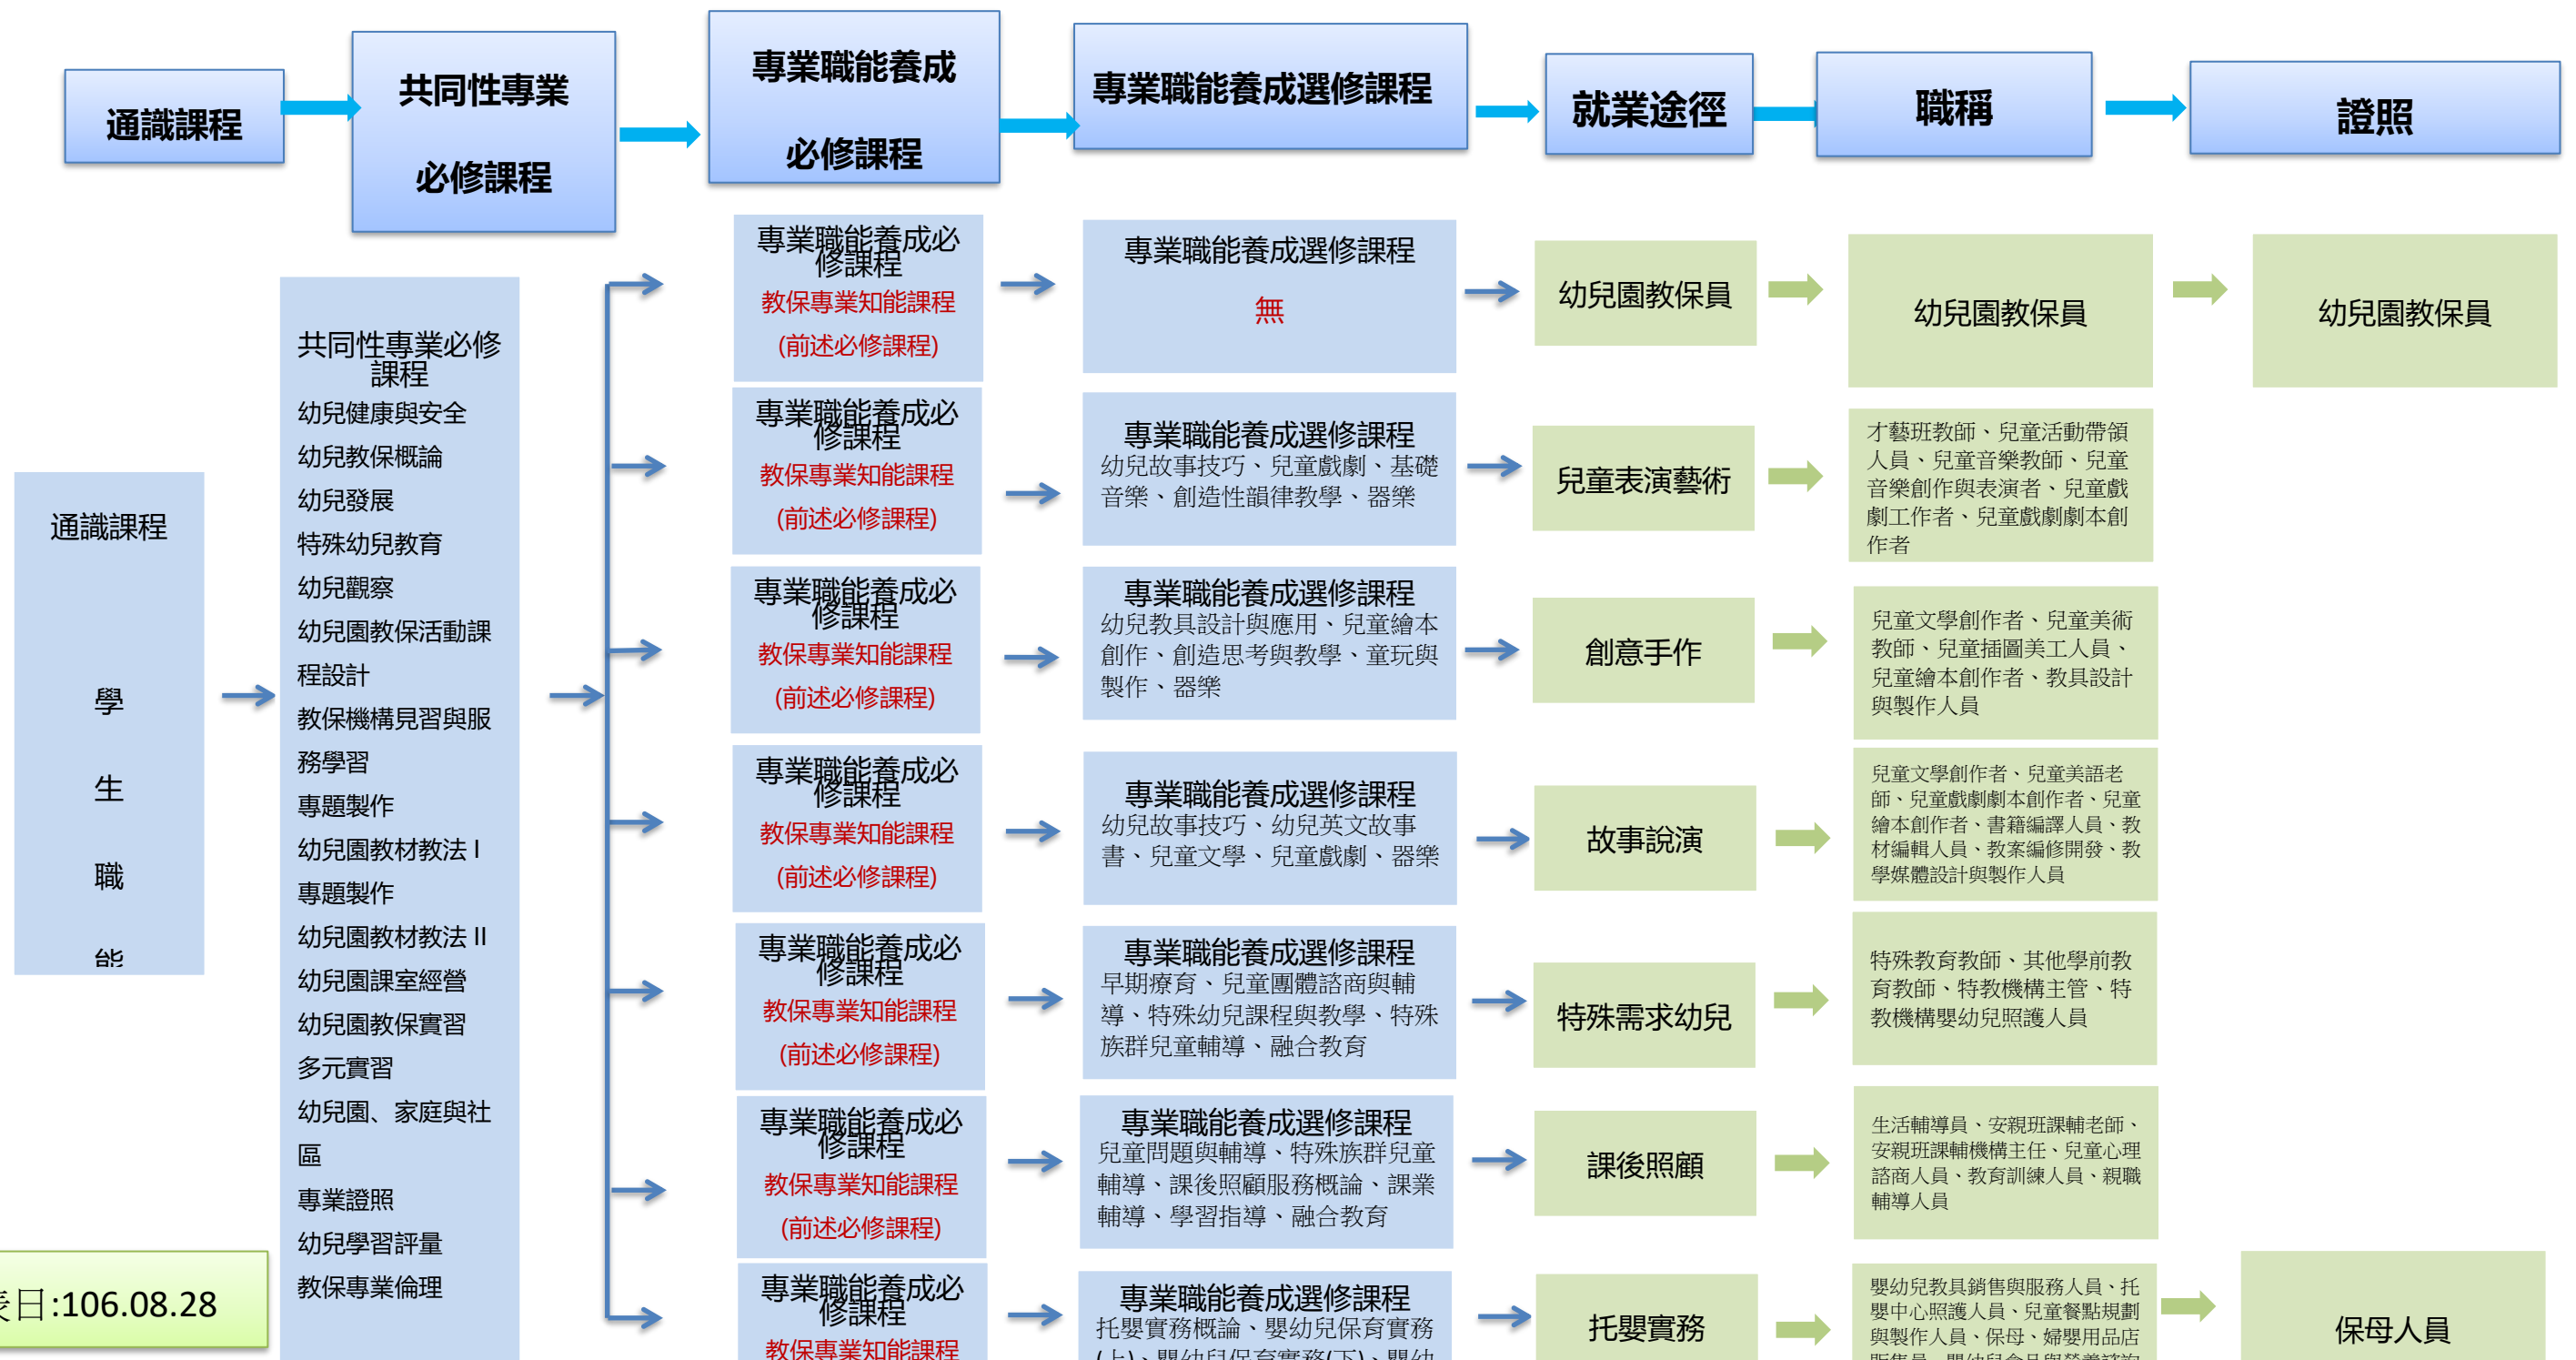 通識課程
共同性專業
必修課程
專業職能養成
必修課程
專業職能養成選修課程
就業途徑
職稱
證照
通識課程
學
生
職
能
共同性專業必修
課程
幼兒健康與安全
幼兒教保概論
幼兒發展
特殊幼兒教育
幼兒觀察
幼兒園教保活動課
程設計
教保機構見習與服
務學習
專題製作
幼兒園教材教法 I
專題製作
幼兒園教材教法 II
幼兒園課室經營
幼兒園教保實習
多元實習
幼兒園、家庭與社
區
專業證照
幼兒學習評量
教保專業倫理
專業職能養成必
修課程
教保專業知能課程
(前述必修課程)
專業職能養成選修課程
無
幼兒園教保員
幼兒園教保員
幼兒園教保員
專業職能養成必
修課程
教保專業知能課程
(前述必修課程)
專業職能養成選修課程
幼兒故事技巧、兒童戲劇、基礎
音樂、創造性韻律教學、器樂
兒童表演藝術
才藝班教師、兒童活動帶領
人員、兒童音樂教師、兒童
音樂創作與表演者、兒童戲
劇工作者、兒童戲劇劇本創
作者
專業職能養成必
修課程
教保專業知能課程
(前述必修課程)
專業職能養成選修課程
幼兒教具設計與應用、兒童繪本
創作、創造思考與教學、童玩與
製作、器樂
創意手作
兒童文學創作者、兒童美術
教師、兒童插圖美工人員、
兒童繪本創作者、教具設計
與製作人員
專業職能養成必
修課程
教保專業知能課程
(前述必修課程)
專業職能養成選修課程
幼兒故事技巧、幼兒英文故事
書、兒童文學、兒童戲劇、器樂
故事說演
兒童文學創作者、兒童美語老
師、兒童戲劇劇本創作者、兒童
繪本創作者、書籍編譯人員、教
材編輯人員、教案編修開發、教
學媒體設計與製作人員
專業職能養成必
修課程
教保專業知能課程
(前述必修課程)
專業職能養成選修課程
早期療育、兒童團體諮商與輔
導、特殊幼兒課程與教學、特殊
族群兒童輔導、融合教育
特殊需求幼兒
特殊教育教師、其他學前教
育教師、特教機構主管、特
教機構嬰幼兒照護人員
專業職能養成必
修課程
教保專業知能課程
(前述必修課程)
專業職能養成選修課程
兒童問題與輔導、特殊族群兒童
輔導、課後照顧服務概論、課業
輔導、學習指導、融合教育
課後照顧
生活輔導員、安親班課輔老師、
安親班課輔機構主任、兒童心理
諮商人員、教育訓練人員、親職
輔導人員
專業職能養成必
修課程
教保專業知能課程
專業職能養成選修課程
托嬰實務概論、嬰幼兒保育實務
(上)、嬰幼兒保育實務(下)、嬰幼
托嬰實務
嬰幼兒教具銷售與服務人員、托
嬰中心照護人員、兒童餐點規劃
與製作人員、保母、婦嬰用品店
販售員、嬰幼兒食品與營養諮詢
保母人員
表日:106.08.28